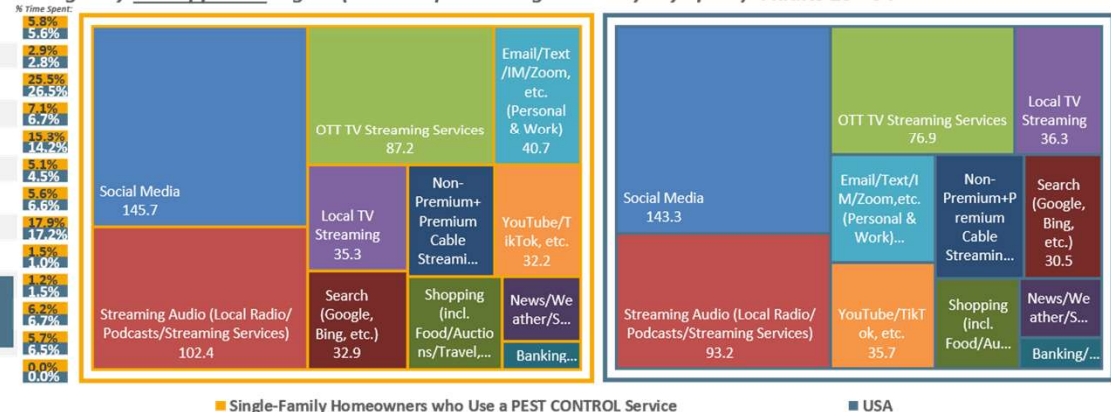 % Time Spent:
5.8%
5.6%
2.9%
2.8%
25.5%
26.5%
7.1%
6.7%
15.3%
14.2%
5.1%
4.5%
5.6%
6.6%
17.9%
17.2%
1.5%
1.0%
1.2%
1.5%
6.2%
6.7%
5.7%
6.5%
0.0%
0.0%
Social Media
145.7
Streaming Audio (Local Radio/
Podcasts/Streaming Services)
102.4
OTT TV Streaming Services
87.2
Email/Text
/IM/Zoom,
etc.
(Personal
& Work)
40.7
Local TV
Streaming
35.3
Non-
Premium+
Premium
Cable
Streami...
YouTube/T
ikTok, etc.
32.2
Search
(Google,
Bing, etc.)
32.9
Shopping
(incl.
Food/Auctio
ns/Travel,...
News/We
ather/S...
Banking...
Social Media
143.3
Streaming Audio (Local Radio/
Podcasts/Streaming Services)
93.2
OTT TV Streaming Services
76.9
Local TV
Streaming
36.3
Email/Text/I
M/Zoom,etc.
(Personal &
Work)...
Non-
Premium+P
remium
Cable
Streamin...
Search
(Google,
Bing,
etc.)
30.5
YouTube/TikT
ok, etc.
35.7
Shopping
(incl.
Food/Au...
News/We
ather/S...
Banking/...
Single-Family Homeowners who Use a PEST CONTROL Service
USA